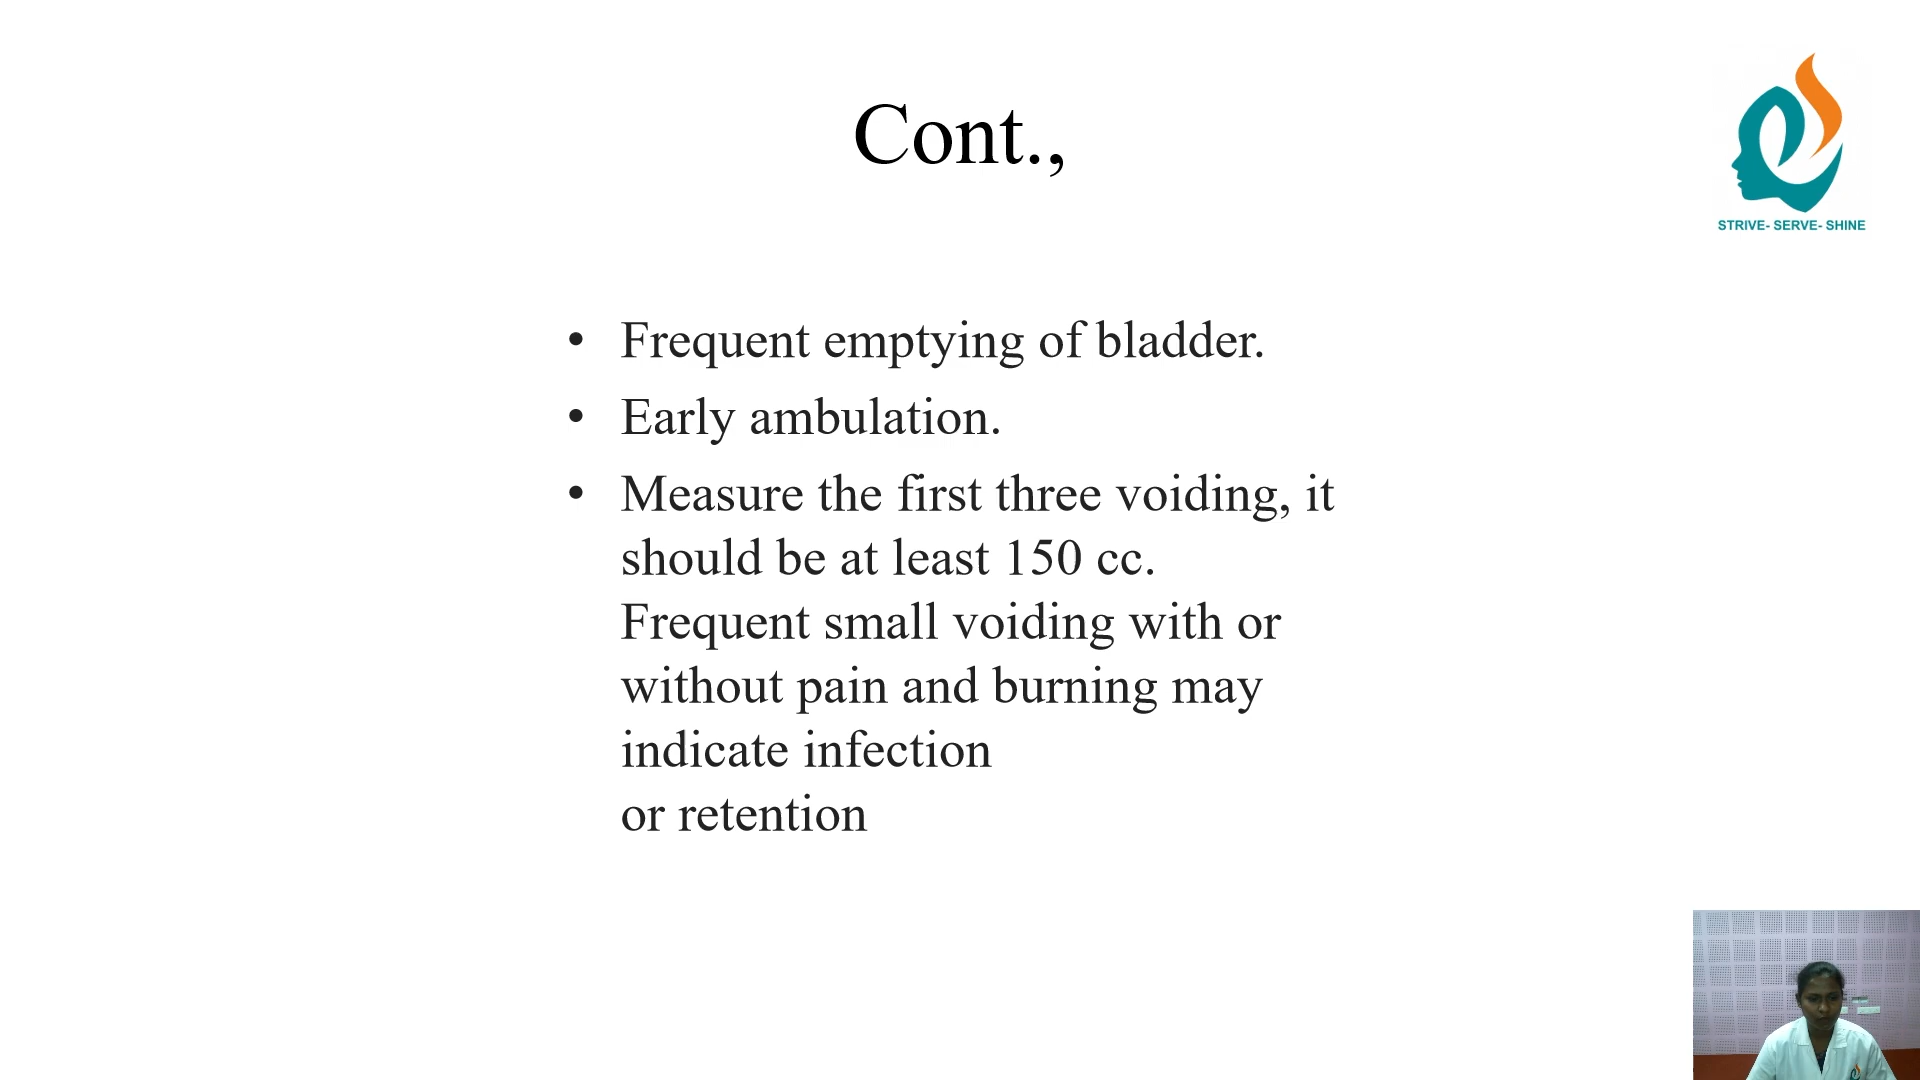 Cont.,
STRIVE- SERVE- SHINE
• Frequent emptying of bladder.
• Early ambulation.
• Measure the first three voiding, it
should be at least 150 cc.
Frequent small voiding with or
without pain and burning may
indicate infection
or retention